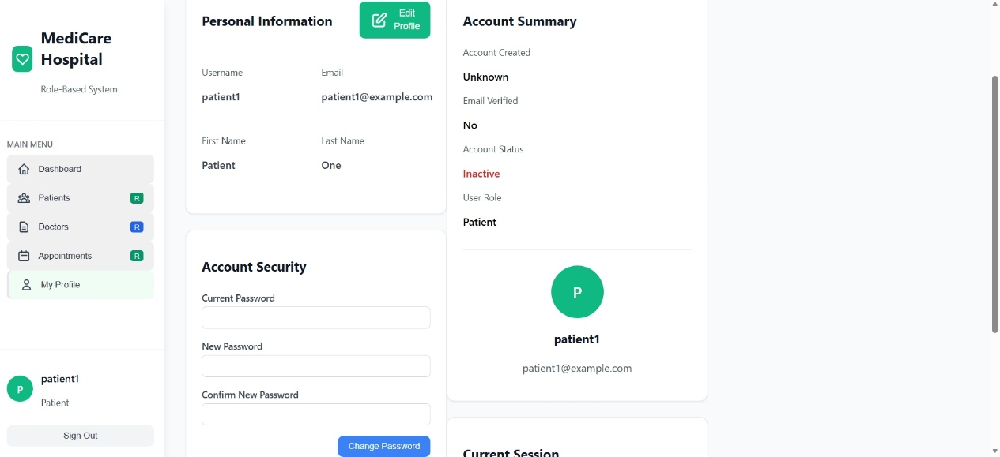 MediCare
Hospital
Role-Based System
MAIN MENU
Dashboard
Patients R
Doctors R
Appointments R
My Profile
P
patient1
Patient
Sign Out
Personal Information
Edit
Profile
Username Email
patient1 patient1@example.com
First Name Last Name
Patient One
Account Security
Current Password
New Password
Confirm New Password
Change Password
Account Summary
Account Created
Unknown
Email Verified
No
Account Status
Inactive
User Role
Patient
P
patient1
patient1@example.com
Current Session